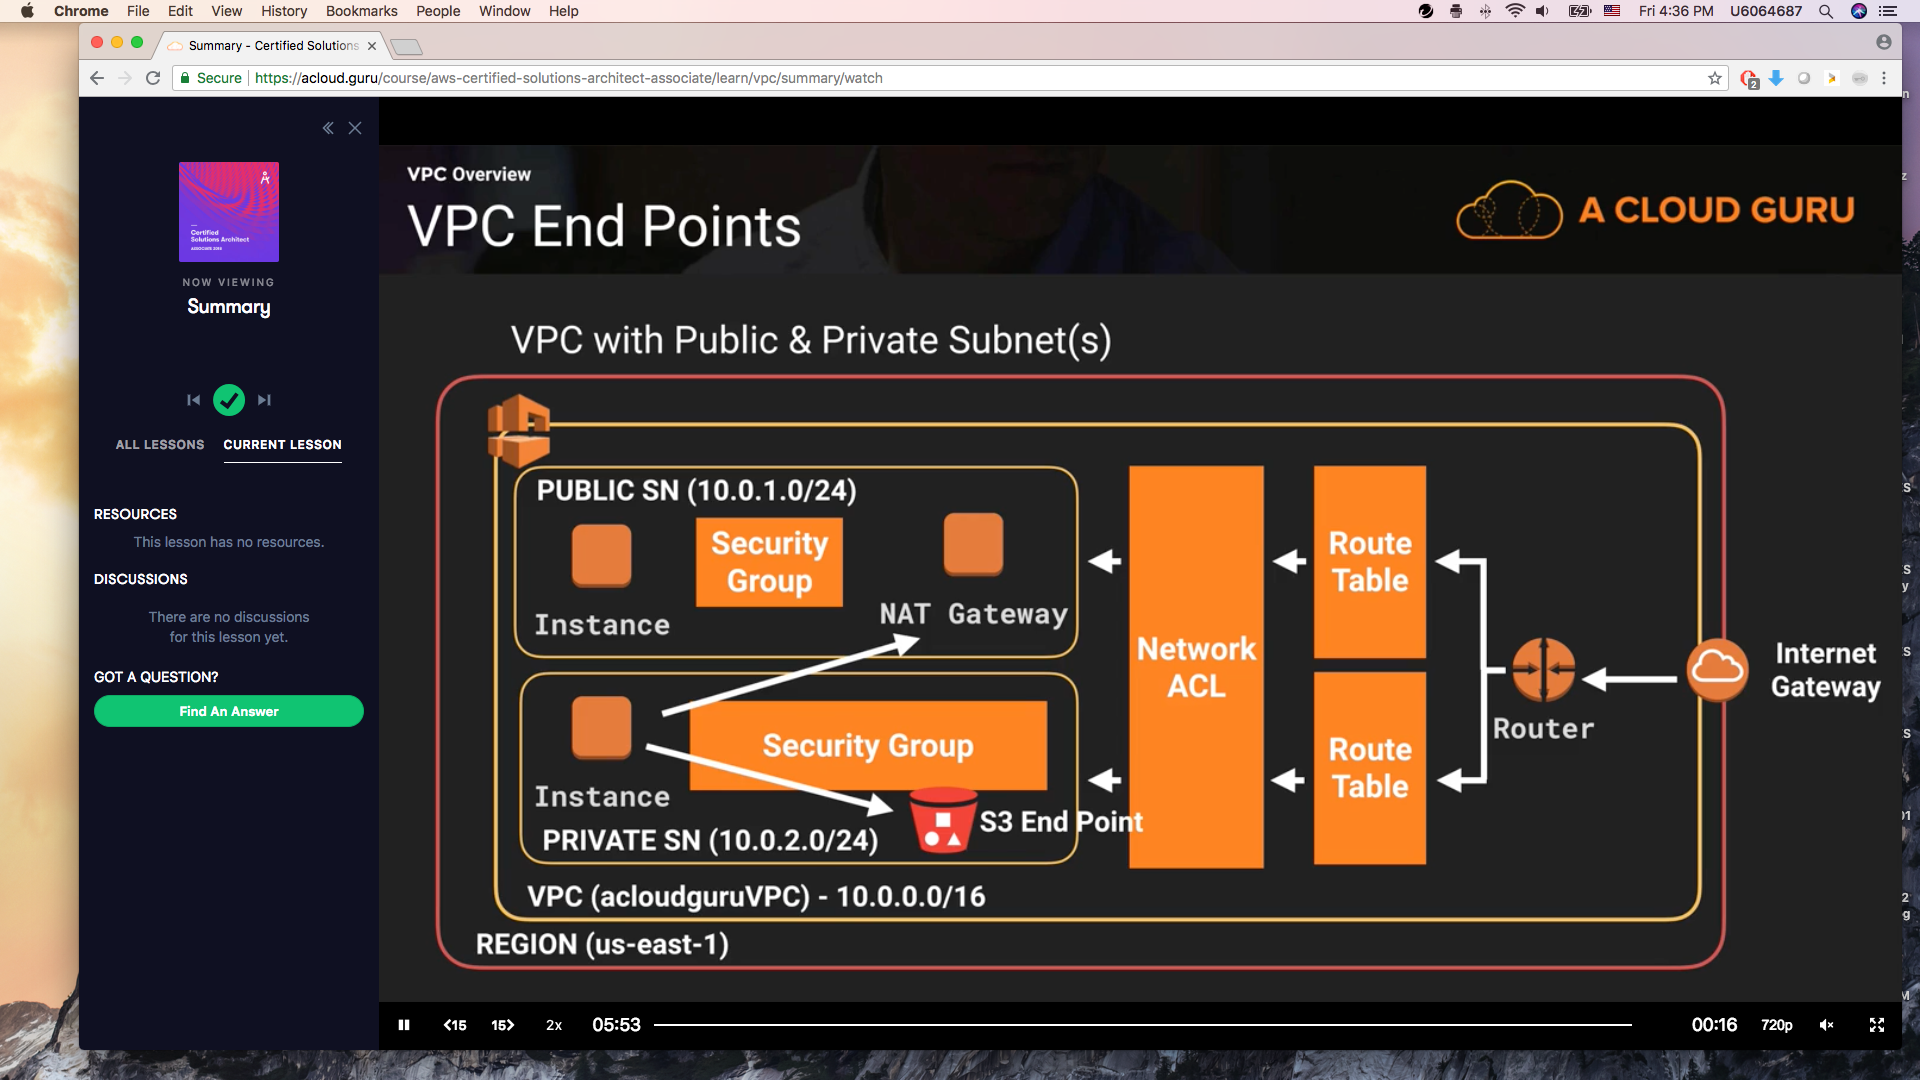 Chrome File Edit View History Bookmarks People Window Help
Fri 4:36 PM U6064687
Summary - Certified Solutions
Secure https://acloud.guru/course/aws-certified-solutions-architect-associate/learn/vpc/summary/watch
2
Certified
Solutions Architect
NOW VIEWING
Summary
ALL LESSONS CURRENT LESSON
RESOURCES
This lesson has no resources.
DISCUSSIONS
There are no discussions
for this lesson yet.
GOT A QUESTION?
Find An Answer
VPC Overview
VPC End Points
A CLOUD GURU
VPC with Public & Private Subnet(s)
PUBLIC SN (10.0.1.0/24)
Security
Group
Instance
NAT Gateway
Instance
Security Group
PRIVATE SN (10.0.2.0/24)
S3 End Point
Network
ACL
Route
Table
Route
Table
Router
Internet
Gateway
VPC (acloudguruVPC) - 10.0.0.0/16
REGION (us-east-1)
15 15 2x 05:53 00:16 720p